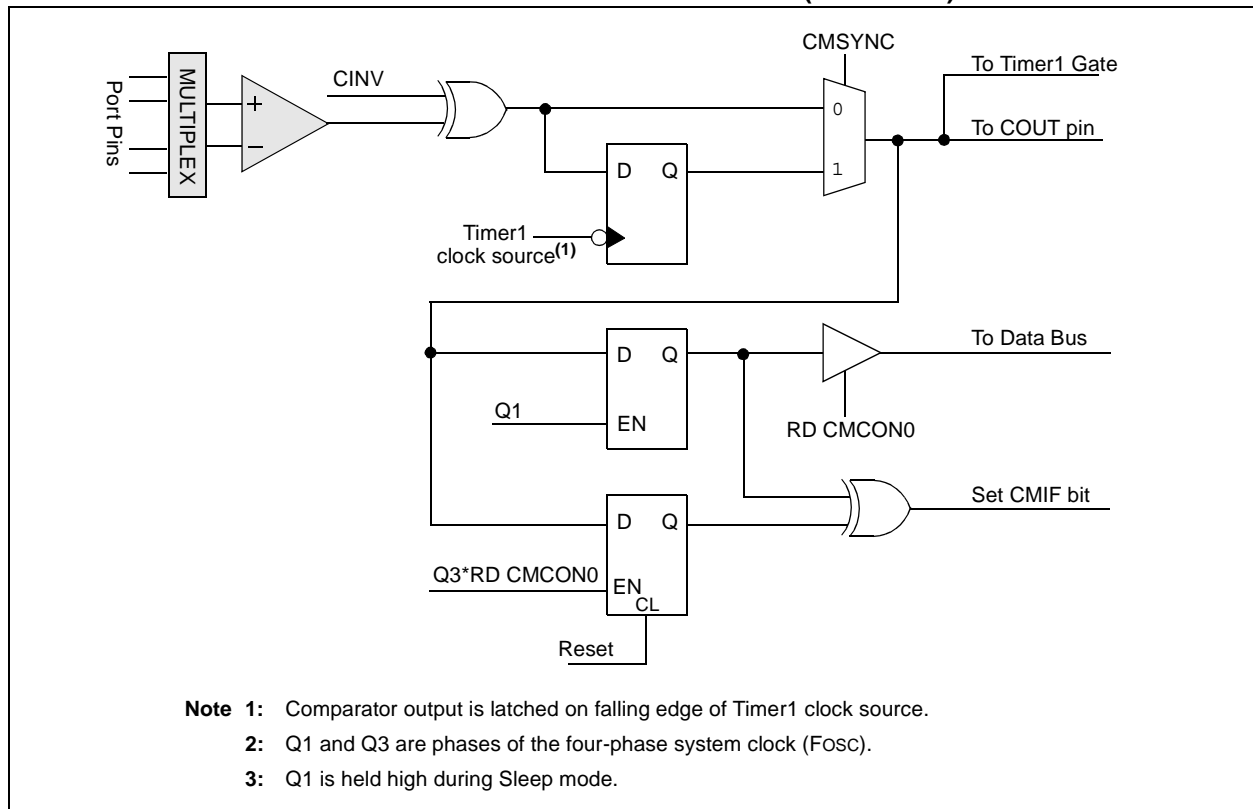 CMSYNC
To Timer1 Gate
CINV
Port Pins
MULTIPLEX
+
−
0
To COUT pin
D Q
1
Timer1
clock source(1)
D Q
To Data Bus
Q1
EN
RD CMCON0
Set CMIF bit
D Q
Q3*RD CMCON0
EN
CL
Reset
Note 1: Comparator output is latched on falling edge of Timer1 clock source.
2: Q1 and Q3 are phases of the four-phase system clock (FOSC).
3: Q1 is held high during Sleep mode.